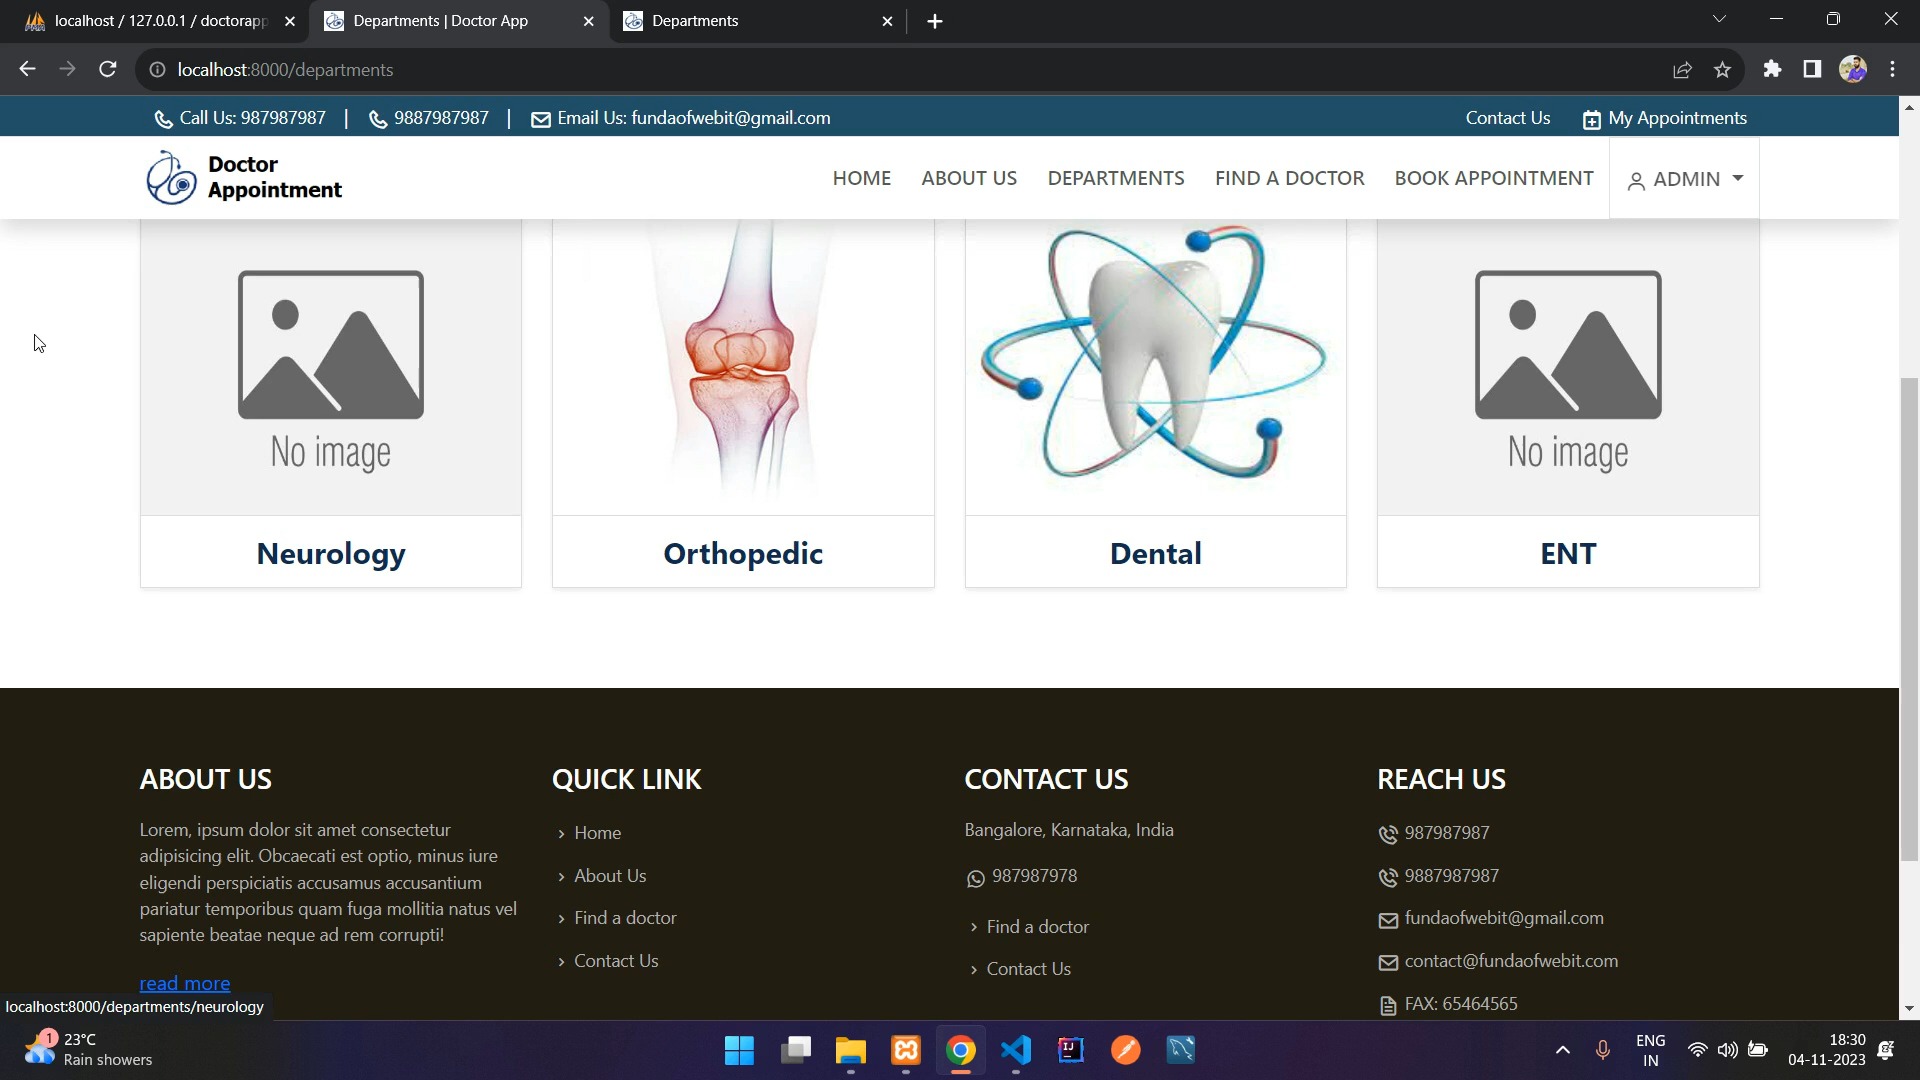 localhost / 127.0.0.1 / doctorapp
Departments | Doctor App
Departments
localhost:8000/departments
Call Us: 987987987 | 9887987987 | Email Us: fundaofwebit@gmail.com
Contact Us
My Appointments
Doctor
Appointment
HOME
ABOUT US
DEPARTMENTS
FIND A DOCTOR
BOOK APPOINTMENT
ADMIN
No image
No image
Neurology
Orthopedic
Dental
ENT
ABOUT US
Lorem, ipsum dolor sit amet consectetur
adipisicing elit. Obcaecati est optio, minus iure
eligendi perspiciatis accusamus accusantium
pariatur temporibus quam fuga mollitia natus vel
sapiente beatae neque ad rem corrupti!
read more
QUICK LINK
Home
About Us
Find a doctor
Contact Us
CONTACT US
Bangalore, Karnataka, India
987987978
Find a doctor
Contact Us
REACH US
987987987
9887987987
fundaofwebit@gmail.com
contact@fundaofwebit.com
FAX: 65464565
localhost:8000/departments/neurology
1
23°C
Rain showers
IJ
ENG
IN
18:30
04-11-2023